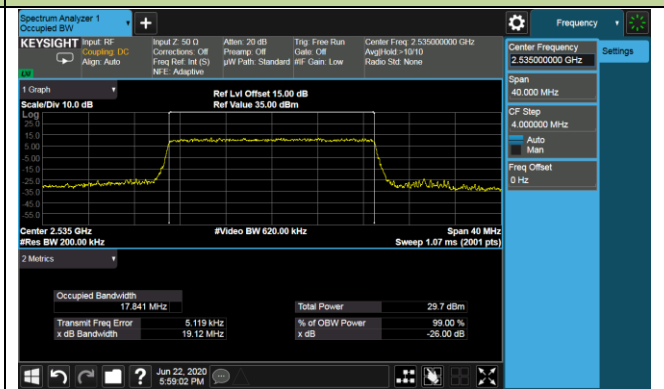 Spectrum Analyzer 1
Occupied BW
Frequency
KEYSIGHT
Input: RF
Coupling: DC
Align: Auto
Input Z: 50 Ω
Corrections: Off
Freq Ref: Int (S)
NFE: Adaptive
Atten: 20 dB
Preamp: Off
µW Path: Standard
Trig: Free Run
Gate: Off
#IF Gain: Low
Center Freq: 2.535000000 GHz
Avg|Hold:>10/10
Radio Std: None
Center Frequency
2.535000000 GHz
Settings
Span
40.000 MHz
CF Step
4.000000 MHz
Auto
Man
Freq Offset
0 Hz
1 Graph
Scale/Div 10.0 dB
Ref Lvl Offset 15.00 dB
Ref Value 35.00 dBm
Log
25.0
15.0
5.00
-5.00
-15.0
-25.0
-35.0
-45.0
-55.0
Center 2.535 GHz
#Video BW 620.00 kHz
Span 40 MHz
#Res BW 200.00 kHz
Sweep 1.07 ms (2001 pts)
2 Metrics
Occupied Bandwidth
17.841 MHz
Total Power
29.7 dBm
Transmit Freq Error
5.119 kHz
% of OBW Power
99.00 %
x dB Bandwidth
19.12 MHz
x dB
-26.00 dB
?
Jun 22, 2020
5:59:02 PM